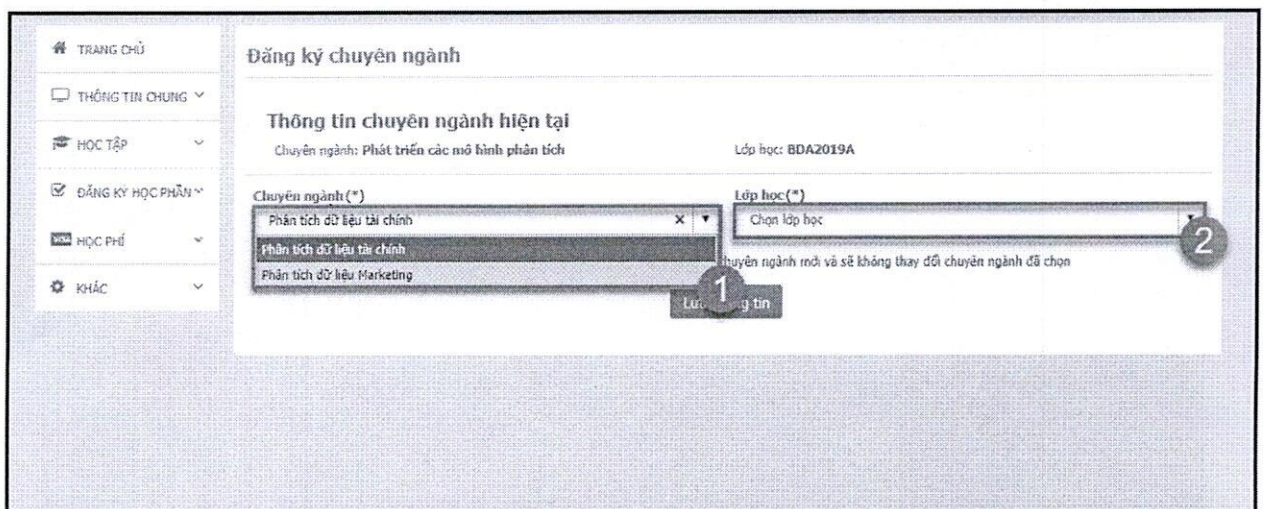 TRANG CHỦ
THÔNG TIN CHUNG
HỌC TẬP
ĐĂNG KÝ HỌC PHẦN
VISA HỌC PHÍ
KHÁC
Đăng ký chuyên ngành
Thông tin chuyên ngành hiện tại
Chuyên ngành: Phát triển các mô hình phân tích
Lớp học: BDA2019A
Chuyên ngành(*)
Phân tích dữ liệu tài chính
Phân tích dữ liệu tài chính
Phân tích dữ liệu Marketing
1
Lớp học(*)
Chọn lớp học
2
chuyên ngành mới và sẽ không thay đổi chuyên ngành đã chọn
tin